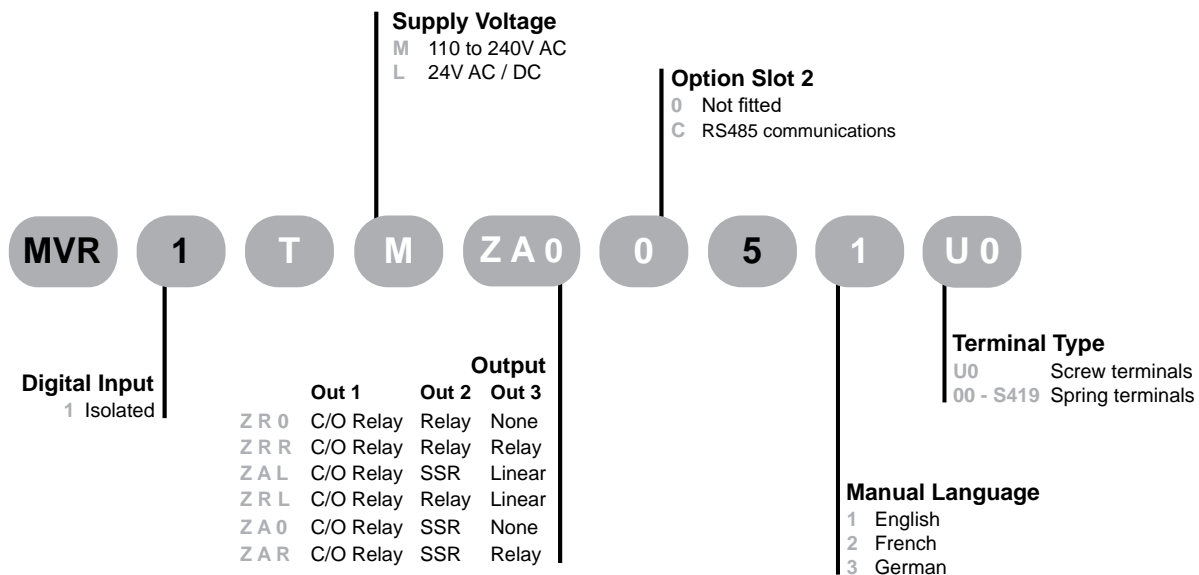 Supply Voltage
M 110 to 240V AC
L 24V AC / DC
Option Slot 2
0 Not fitted
C RS485 communications
MVR 1 T M Z A 0 0 5 1 U 0
Digital Input
1 Isolated
Output
Out 1 Out 2 Out 3
Z R 0 C/O Relay Relay None
Z R R C/O Relay Relay Relay
Z A L C/O Relay SSR Linear
Z R L C/O Relay Relay Linear
Z A 0 C/O Relay SSR None
Z A R C/O Relay SSR Relay
Terminal Type
U0 Screw terminals
00 - S419 Spring terminals
Manual Language
1 English
2 French
3 German